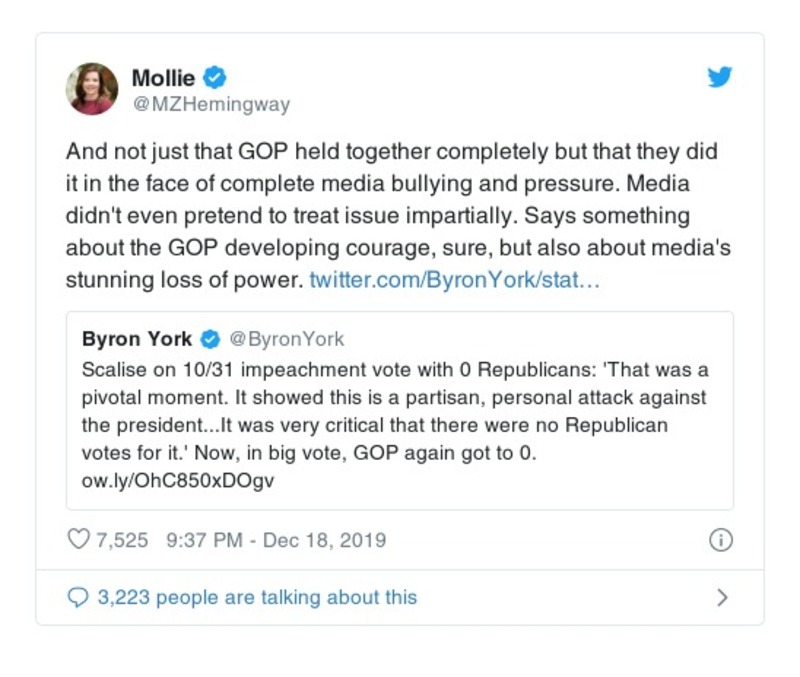 Mollie
@MZHemingway
And not just that GOP held together completely but that they did
it in the face of complete media bullying and pressure. Media
didn't even pretend to treat issue impartially. Says something
about the GOP developing courage, sure, but also about media's
stunning loss of power. twitter.com/ByronYork/stat…
Byron York @ByronYork
Scalise on 10/31 impeachment vote with 0 Republicans: 'That was a
pivotal moment. It showed this is a partisan, personal attack against
the president...It was very critical that there were no Republican
votes for it.' Now, in big vote, GOP again got to 0.
ow.ly/OhC850xDOgv
7,525 9:37 PM - Dec 18, 2019
3,223 people are talking about this